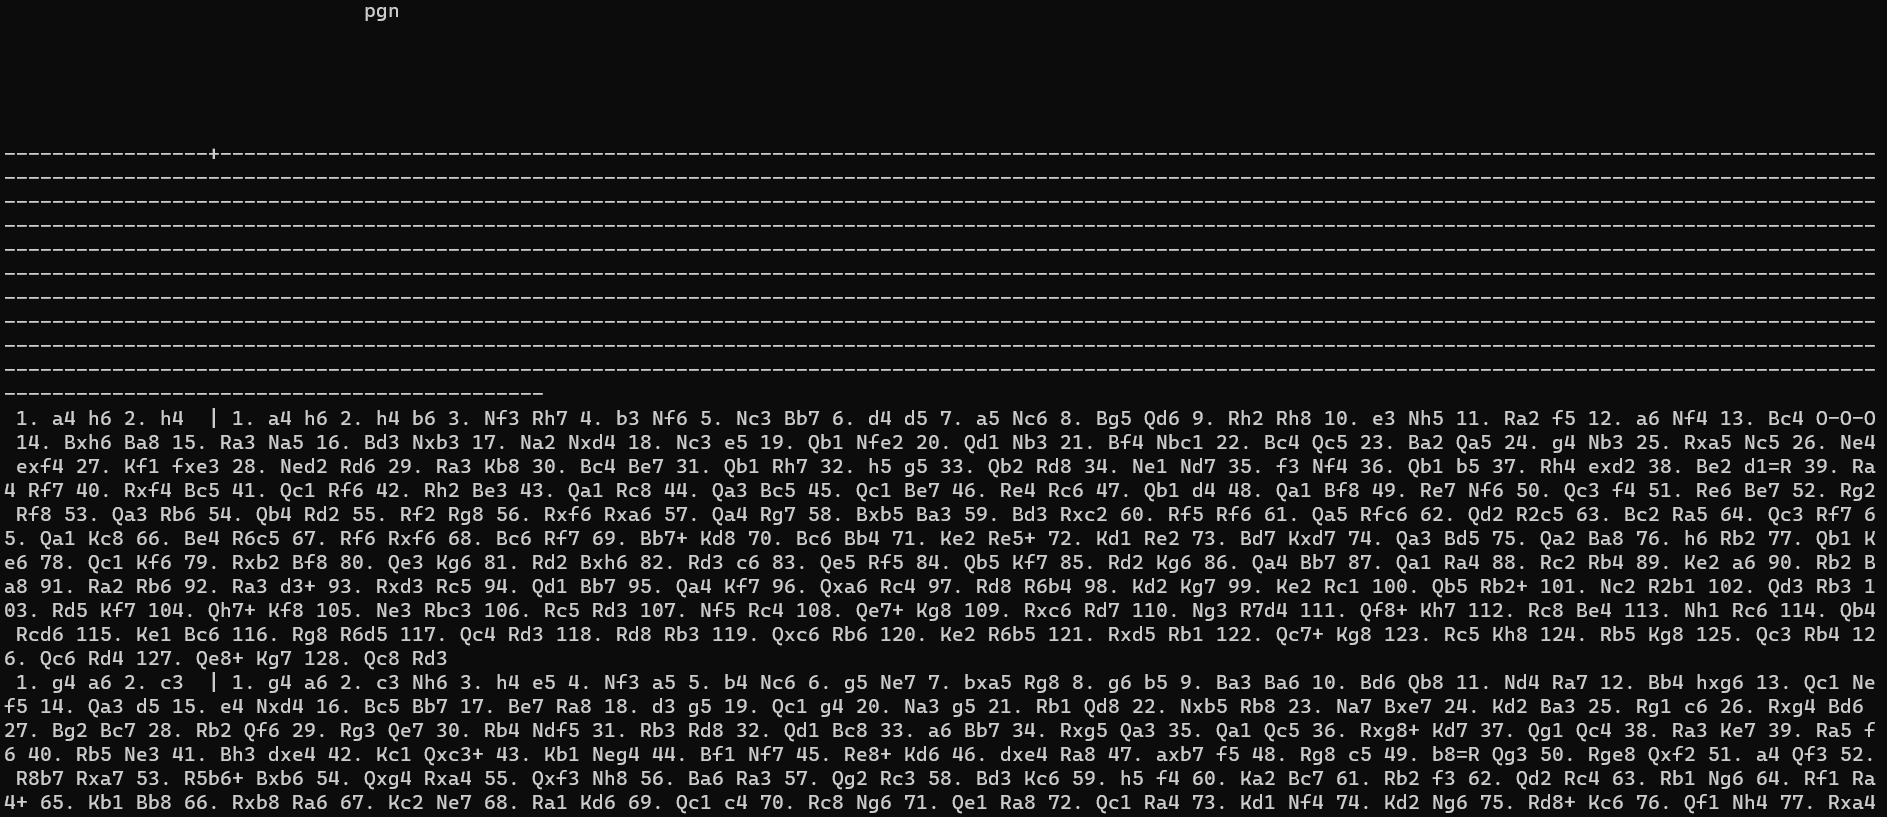 pgn
-----------------+------------------------------------------------------------------------------------------------------------------------------------------
------------------------------------------------------------------------------------------------------------------------------------------------------------
------------------------------------------------------------------------------------------------------------------------------------------------------------
------------------------------------------------------------------------------------------------------------------------------------------------------------
------------------------------------------------------------------------------------------------------------------------------------------------------------
------------------------------------------------------------------------------------------------------------------------------------------------------------
------------------------------------------------------------------------------------------------------------------------------------------------------------
------------------------------------------------------------------------------------------------------------------------------------------------------------
------------------------------------------------------------------------------------------------------------------------------------------------------------
------------------------------------------------------------------------------------------------------------------------------------------------------------
---------------------------------------------
1. a4 h6 2. h4  | 1. a4 h6 2. h4 b6 3. Nf3 Rh7 4. b3 Nf6 5. Nc3 Bb7 6. d4 d5 7. a5 Nc6 8. Bg5 Qd6 9. Rh2 Rh8 10. e3 Nh5 11. Ra2 f5 12. a6 Nf4 13. Bc4 O-O-O
14. Bxh6 Ba8 15. Ra3 Na5 16. Bd3 Nxb3 17. Na2 Nxd4 18. Nc3 e5 19. Qb1 Nfe2 20. Qd1 Nb3 21. Bf4 Nbc1 22. Bc4 Qc5 23. Ba2 Qa5 24. g4 Nb3 25. Rxa5 Nc5 26. Ne4
exf4 27. Kf1 fxe3 28. Ned2 Rd6 29. Ra3 Kb8 30. Bc4 Be7 31. Qb1 Rh7 32. h5 g5 33. Qb2 Rd8 34. Ne1 Nd7 35. f3 Nf4 36. Qb1 b5 37. Rh4 exd2 38. Be2 d1=R 39. Ra
4 Rf7 40. Rxf4 Bc5 41. Qc1 Rf6 42. Rh2 Be3 43. Qa1 Rc8 44. Qa3 Bc5 45. Qc1 Be7 46. Re4 Rc6 47. Qb1 d4 48. Qa1 Bf8 49. Re7 Nf6 50. Qc3 f4 51. Re6 Be7 52. Rg2
Rf8 53. Qa3 Rb6 54. Qb4 Rd2 55. Rf2 Rg8 56. Rxf6 Rxa6 57. Qa4 Rg7 58. Bxb5 Ba3 59. Bd3 Rxc2 60. Rf5 Rf6 61. Qa5 Rfc6 62. Qd2 R2c5 63. Bc2 Ra5 64. Qc3 Rf7 6
5. Qa1 Kc8 66. Be4 R6c5 67. Rf6 Rxf6 68. Bc6 Rf7 69. Bb7+ Kd8 70. Bc6 Bb4 71. Ke2 Re5+ 72. Kd1 Re2 73. Bd7 Kxd7 74. Qa3 Bd5 75. Qa2 Ba8 76. h6 Rb2 77. Qb1 K
e6 78. Qc1 Kf6 79. Rxb2 Bf8 80. Qe3 Kg6 81. Rd2 Bxh6 82. Rd3 c6 83. Qe5 Rf5 84. Qb5 Kf7 85. Rd2 Kg6 86. Qa4 Bb7 87. Qa1 Ra4 88. Rc2 Rb4 89. Ke2 a6 90. Rb2 B
a8 91. Ra2 Rb6 92. Ra3 d3+ 93. Rxd3 Rc5 94. Qd1 Bb7 95. Qa4 Kf7 96. Qxa6 Rc4 97. Rd8 R6b4 98. Kd2 Kg7 99. Ke2 Rc1 100. Qb5 Rb2+ 101. Nc2 R2b1 102. Qd3 Rb3 1
03. Rd5 Kf7 104. Qh7+ Kf8 105. Ne3 Rbc3 106. Rc5 Rd3 107. Nf5 Rc4 108. Qe7+ Kg8 109. Rxc6 Rd7 110. Ng3 R7d4 111. Qf8+ Kh7 112. Rc8 Be4 113. Nh1 Rc6 114. Qb4
Rcd6 115. Ke1 Bc6 116. Rg8 R6d5 117. Qc4 Rd3 118. Rd8 Rb3 119. Qxc6 Rb6 120. Ke2 R6b5 121. Rxd5 Rb1 122. Qc7+ Kg8 123. Rc5 Kh8 124. Rb5 Kg8 125. Qc3 Rb4 12
6. Qc6 Rd4 127. Qe8+ Kg7 128. Qc8 Rd3
1. g4 a6 2. c3  | 1. g4 a6 2. c3 Nh6 3. h4 e5 4. Nf3 a5 5. b4 Nc6 6. g5 Ne7 7. bxa5 Rg8 8. g6 b5 9. Ba3 Ba6 10. Bd6 Qb8 11. Nd4 Ra7 12. Bb4 hxg6 13. Qc1 Ne
f5 14. Qa3 d5 15. e4 Nxd4 16. Bc5 Bb7 17. Be7 Ra8 18. d3 g5 19. Qc1 g4 20. Na3 g5 21. Rb1 Qd8 22. Nxb5 Rb8 23. Na7 Bxe7 24. Kd2 Ba3 25. Rg1 c6 26. Rxg4 Bd6
27. Bg2 Bc7 28. Rb2 Qf6 29. Rg3 Qe7 30. Rb4 Ndf5 31. Rb3 Rd8 32. Qd1 Bc8 33. a6 Bb7 34. Rxg5 Qa3 35. Qa1 Qc5 36. Rxg8+ Kd7 37. Qg1 Qc4 38. Ra3 Ke7 39. Ra5 f
6 40. Rb5 Ne3 41. Bh3 dxe4 42. Kc1 Qxc3+ 43. Kb1 Neg4 44. Bf1 Nf7 45. Re8+ Kd6 46. dxe4 Ra8 47. axb7 f5 48. Rg8 c5 49. b8=R Qg3 50. Rge8 Qxf2 51. a4 Qf3 52.
R8b7 Rxa7 53. R5b6+ Bxb6 54. Qxg4 Rxa4 55. Qxf3 Nh8 56. Ba6 Ra3 57. Qg2 Rc3 58. Bd3 Kc6 59. h5 f4 60. Ka2 Bc7 61. Rb2 f3 62. Qd2 Rc4 63. Rb1 Ng6 64. Rf1 Ra
4+ 65. Kb1 Bb8 66. Rxb8 Ra6 67. Kc2 Ne7 68. Ra1 Kd6 69. Qc1 c4 70. Rc8 Ng6 71. Qe1 Ra8 72. Qc1 Ra4 73. Kd1 Nf4 74. Kd2 Ng6 75. Rd8+ Kc6 76. Qf1 Nh4 77. Rxa4